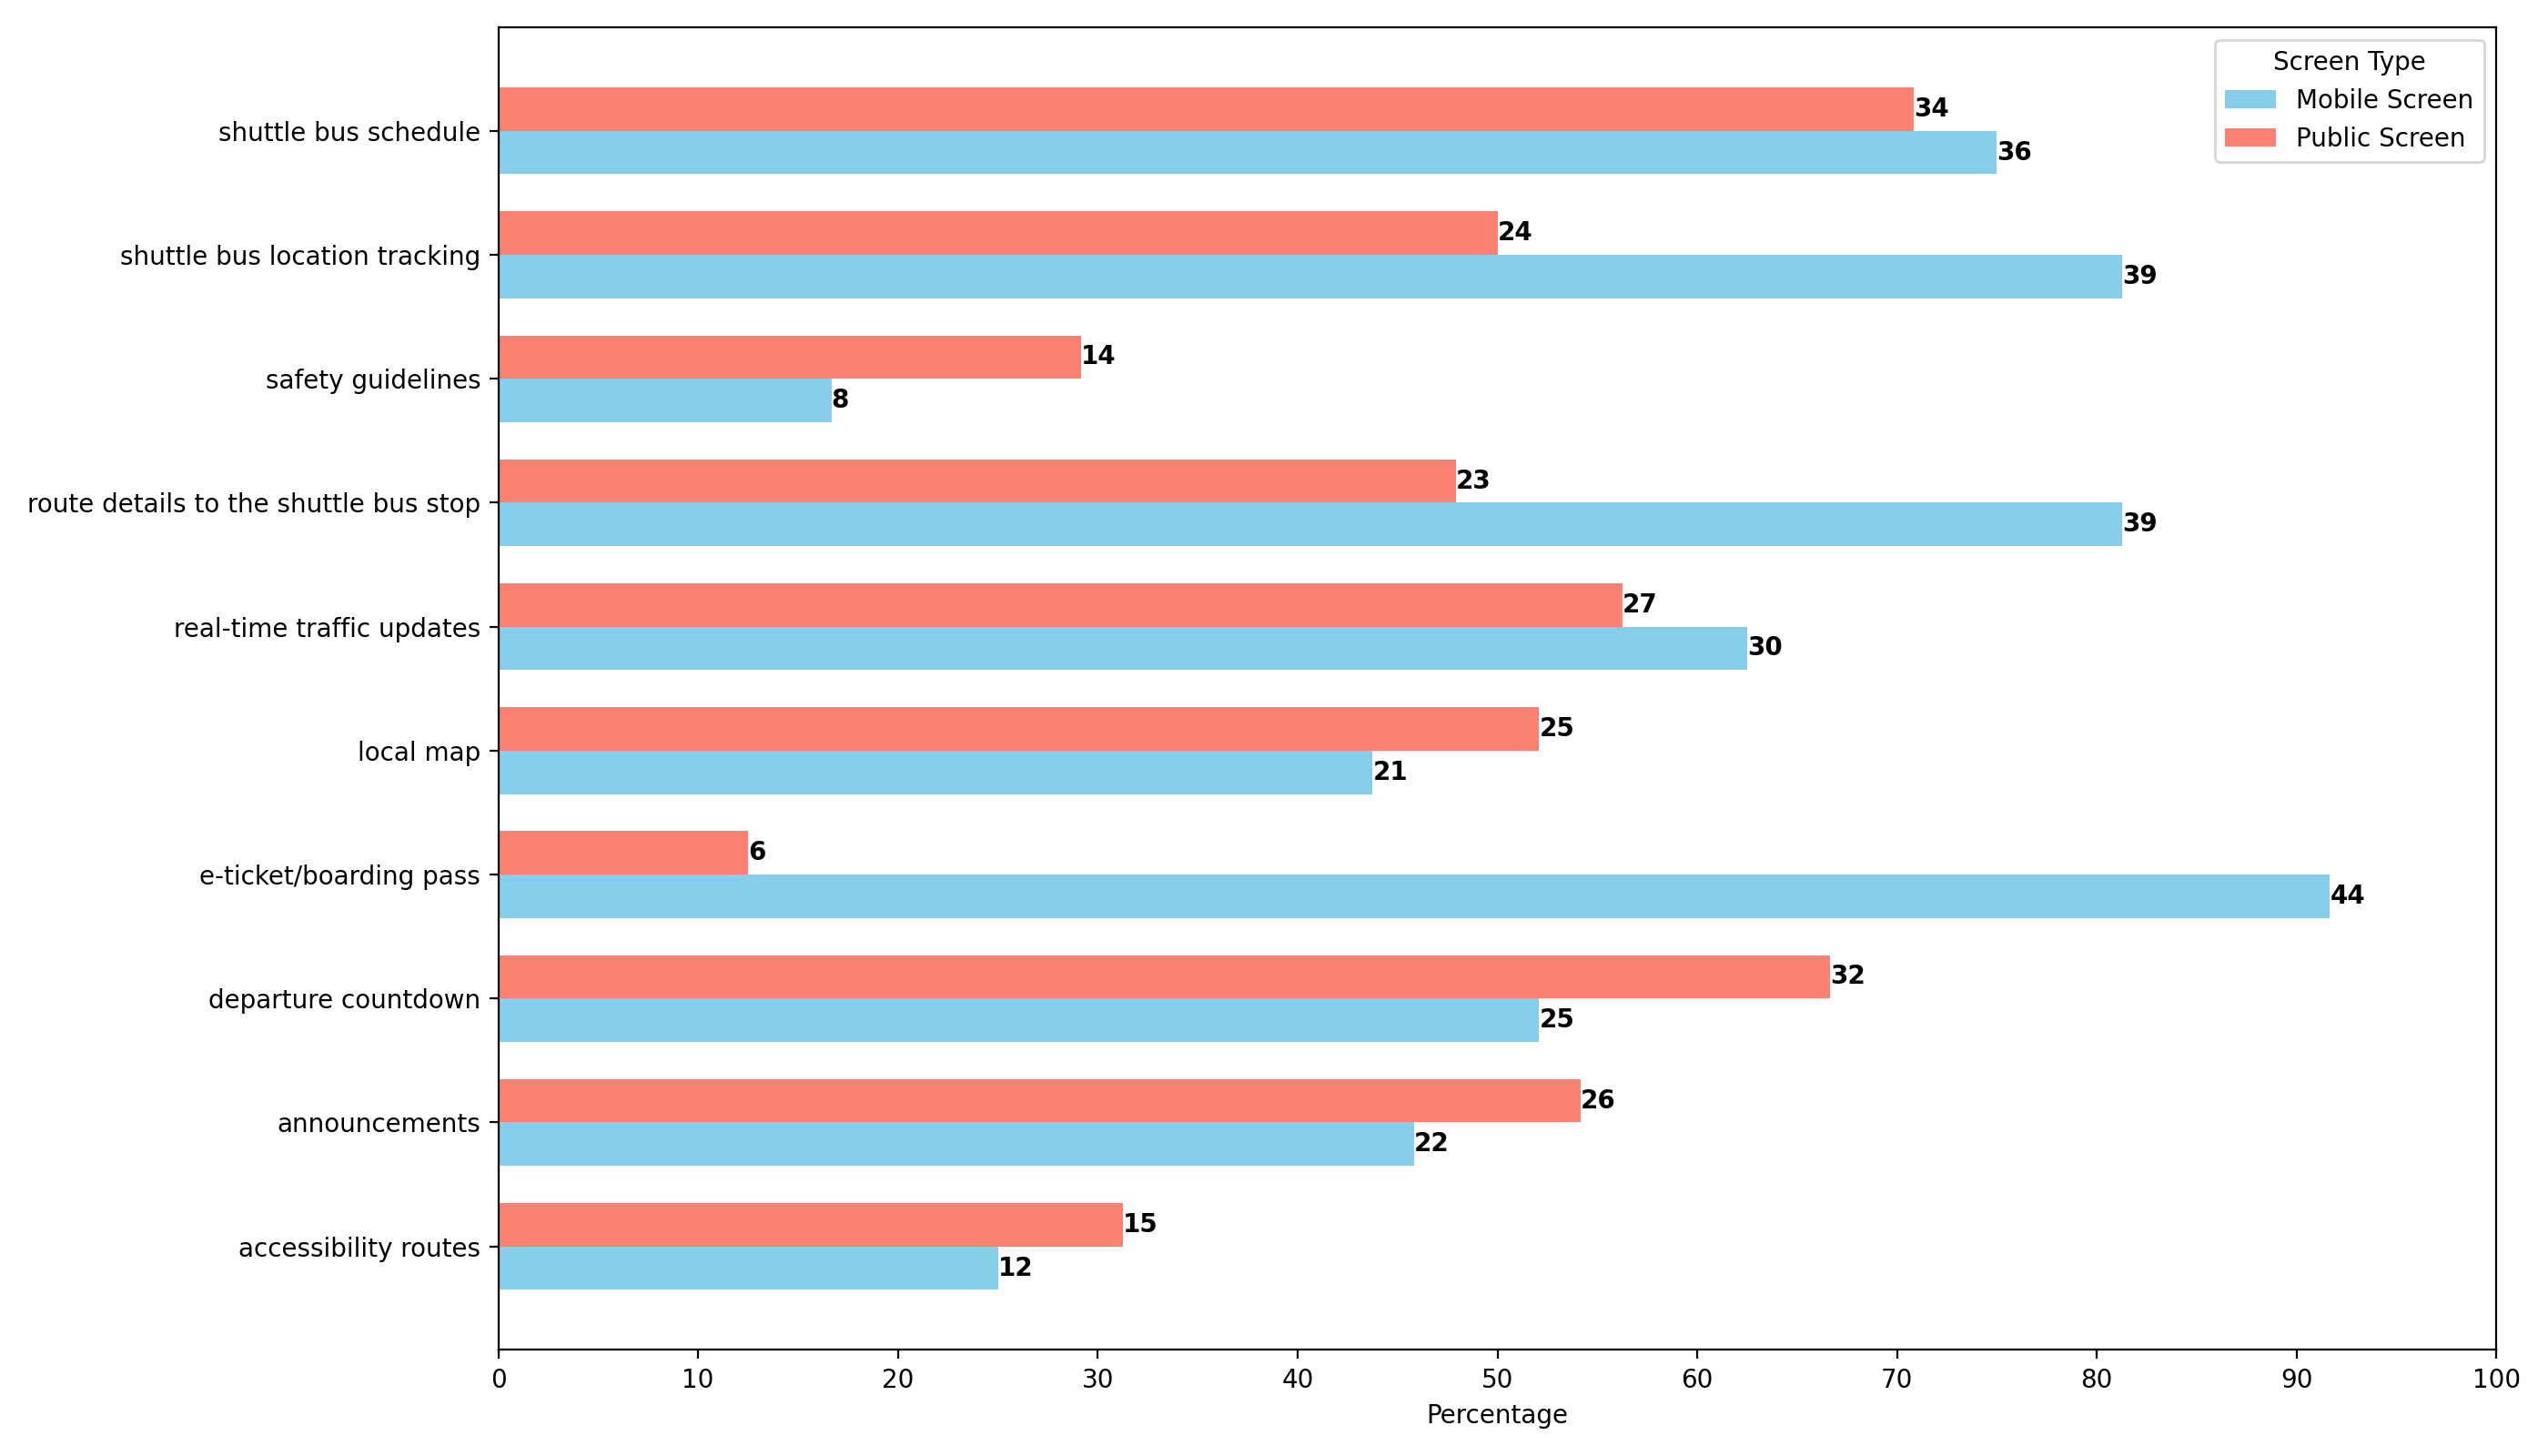 Screen Type
Mobile Screen
Public Screen
shuttle bus schedule
34
36
shuttle bus location tracking
24
39
safety guidelines
14
8
route details to the shuttle bus stop
23
39
real-time traffic updates
27
30
local map
25
21
e-ticket/boarding pass
6
44
departure countdown
32
25
announcements
26
22
accessibility routes
15
12
0 10 20 30 40 50 60 70 80 90 100
Percentage